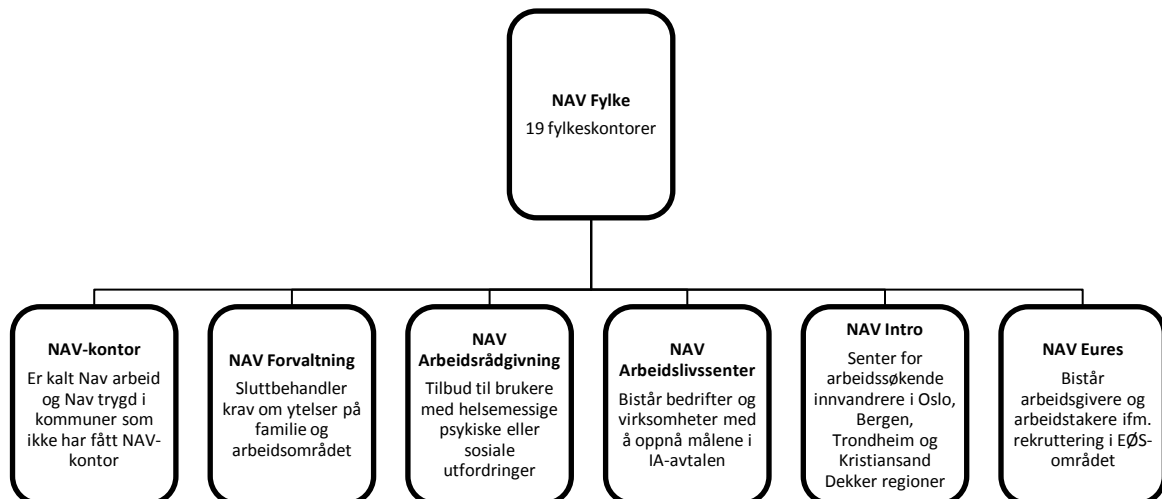 NAV Fylke
19 fylkeskontorer
NAV-kontor
Er kalt Nav arbeid
og Nav trygd i
kommuner som
ikke har fått NAV-
kontor
NAV Forvaltning
Sluttbehandler
krav om ytelser på
familie og
arbeidsområdet
NAV
Arbeidsrådgivning
Tilbud til brukere
med helsemessige
psykiske eller
sosiale
utfordringer
NAV
Arbeidslivssenter
Bistår bedrifter og
virksomheter med
å oppnå målene i
IA-avtalen
NAV Intro
Senter for
arbeidssøkende
innvandrere i Oslo,
Bergen,
Trondheim og
Kristiansand
Dekker regioner
NAV Eures
Bistår
arbeidsgivere og
arbeidstakere ifm.
rekruttering i EØS-
området